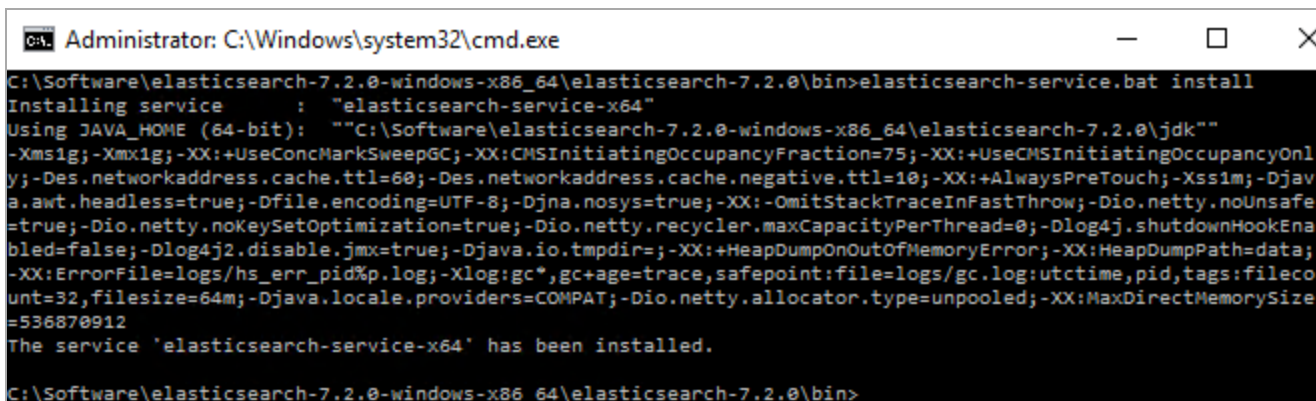 Administrator: C:\Windows\system32\cmd.exe
C:\Software\elasticsearch-7.2.0-windows-x86_64\elasticsearch-7.2.0\bin>elasticsearch-service.bat install
Installing service      :  "elasticsearch-service-x64"
Using JAVA_HOME (64-bit):  ""C:\Software\elasticsearch-7.2.0-windows-x86_64\elasticsearch-7.2.0\jdk""
-Xms1g;-Xmx1g;-XX:+UseConcMarkSweepGC;-XX:CMSInitiatingOccupancyFraction=75;-XX:+UseCMSInitiatingOccupancyOnl
y;-Des.networkaddress.cache.ttl=60;-Des.networkaddress.cache.negative.ttl=10;-XX:+AlwaysPreTouch;-Xss1m;-Djav
a.awt.headless=true;-Dfile.encoding=UTF-8;-Djna.nosys=true;-XX:-OmitStackTraceInFastThrow;-Dio.netty.noUnsafe
=true;-Dio.netty.noKeySetOptimization=true;-Dio.netty.recycler.maxCapacityPerThread=0;-Dlog4j.shutdownHookEna
bled=false;-Dlog4j2.disable.jmx=true;-Djava.io.tmpdir=;-XX:+HeapDumpOnOutOfMemoryError;-XX:HeapDumpPath=data;
-XX:ErrorFile=logs/hs_err_pid%p.log;-Xlog:gc*,gc+age=trace,safepoint:file=logs/gc.log:utctime,pid,tags:fileco
unt=32,filesize=64m;-Djava.locale.providers=COMPAT;-Dio.netty.allocator.type=unpooled;-XX:MaxDirectMemorySize
=536870912
The service 'elasticsearch-service-x64' has been installed.
C:\Software\elasticsearch-7.2.0-windows-x86_64\elasticsearch-7.2.0\bin>